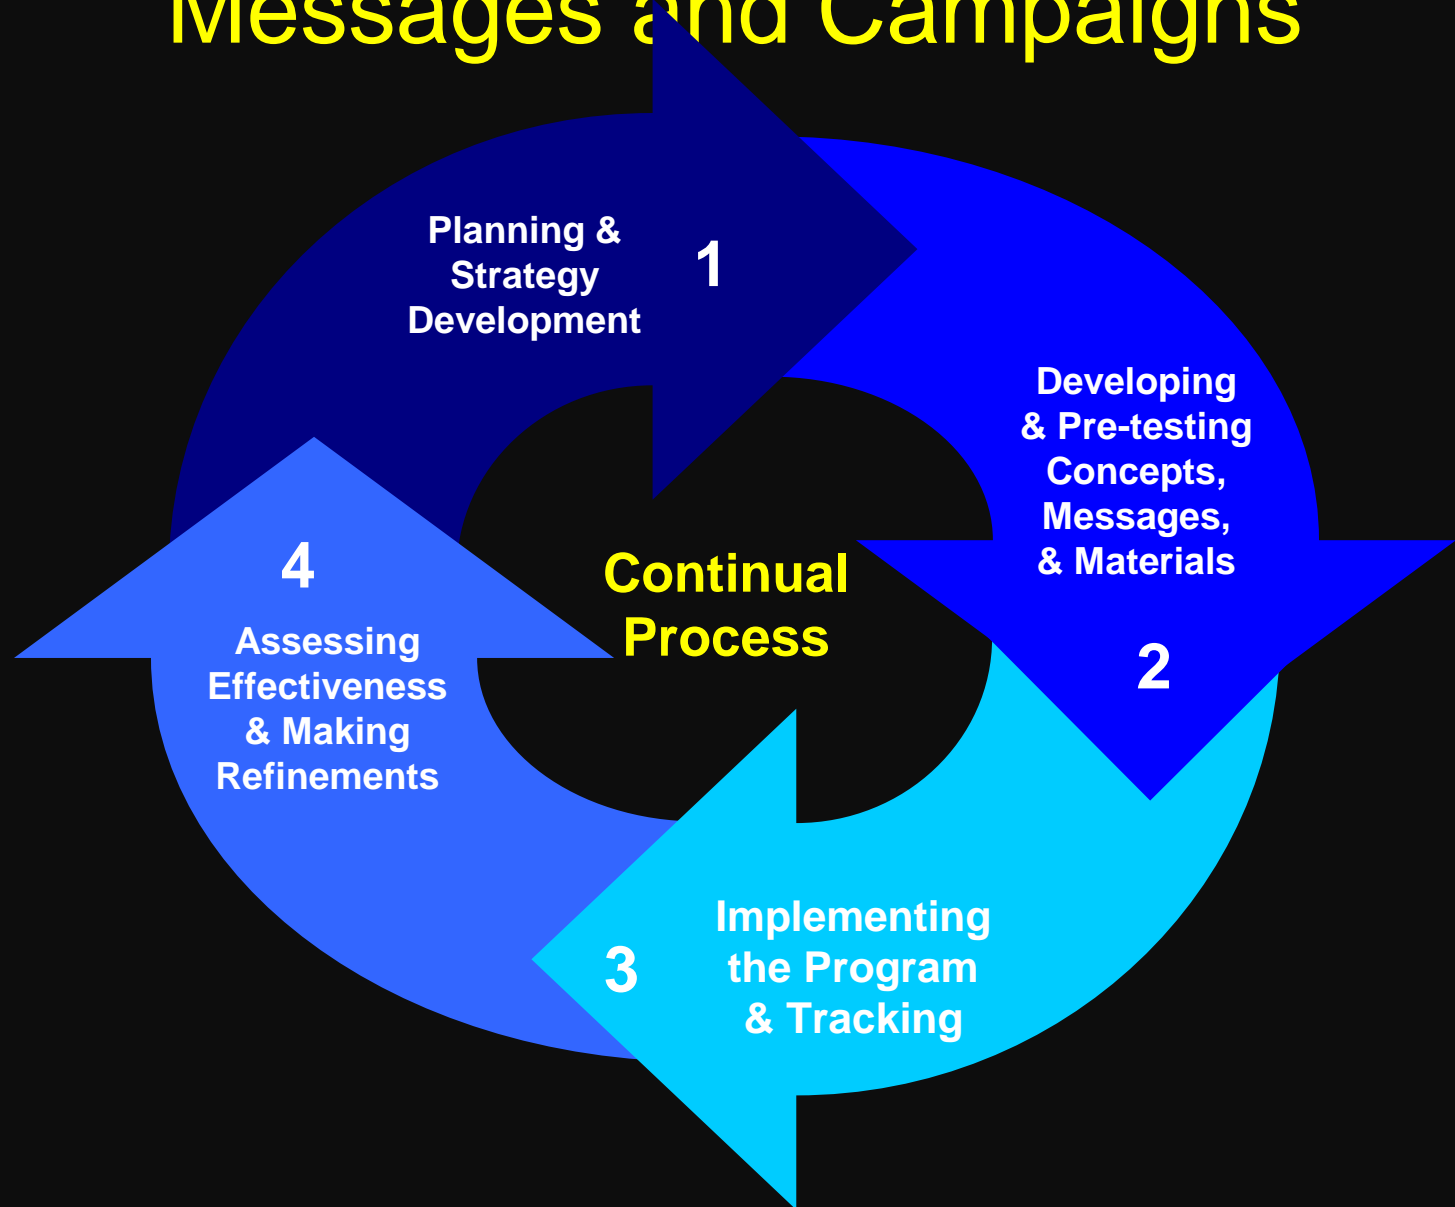 Messages and Campaigns
Planning &
Strategy
Development
1
Developing
& Pre-testing
Concepts,
Messages,
& Materials
2
Continual
Process
4
Assessing
Effectiveness
& Making
Refinements
3
Implementing
the Program
& Tracking